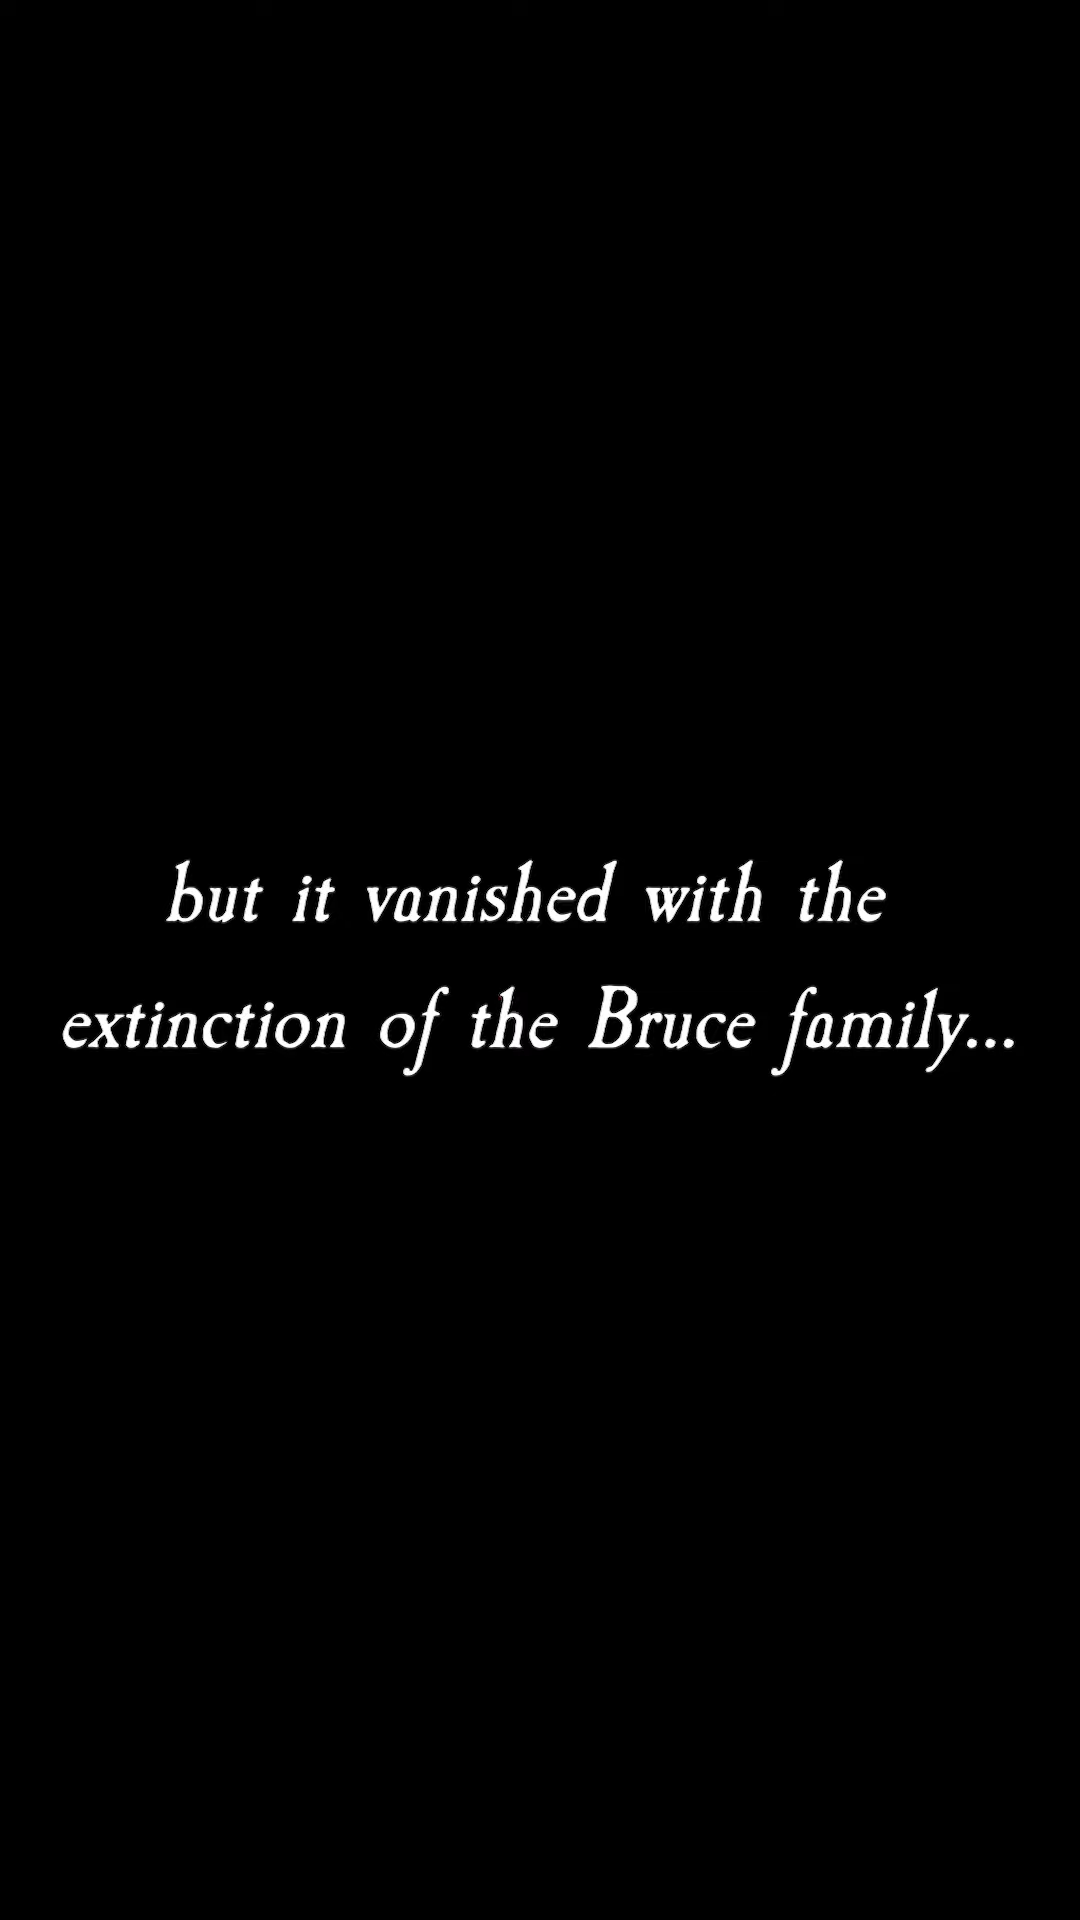 but it vanished with the
extinction of the Bruce family...